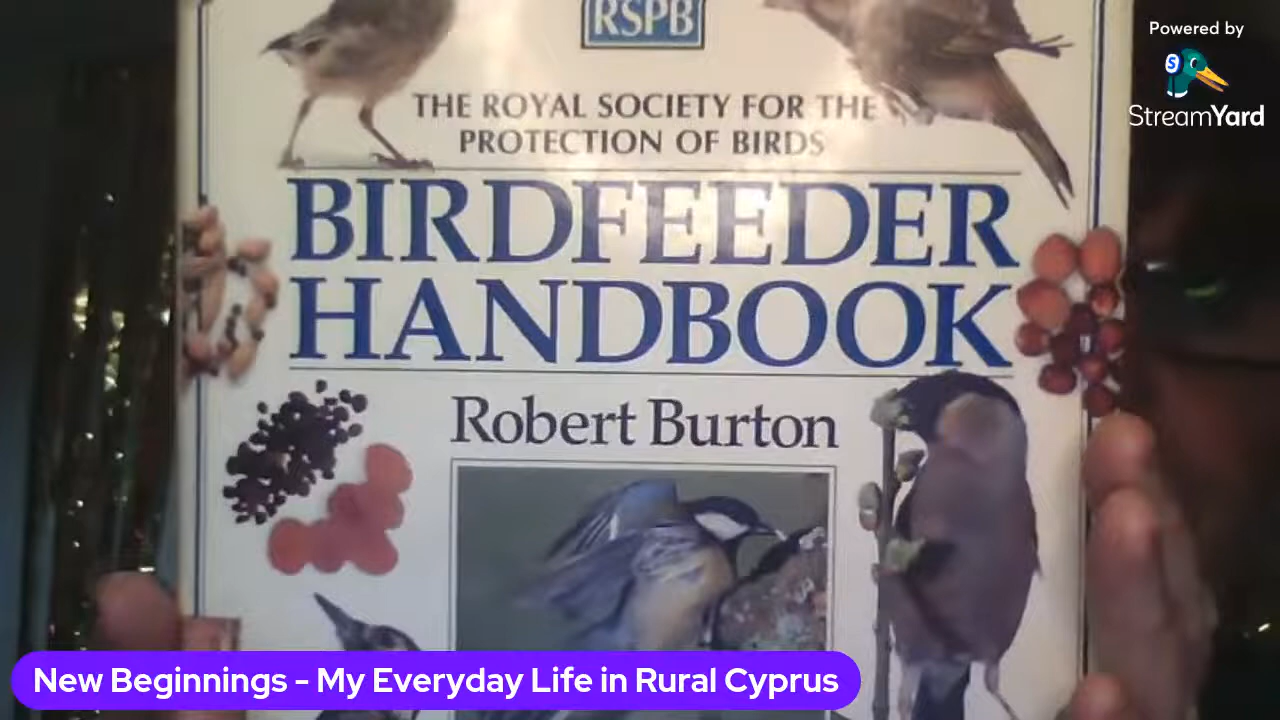 RSPB
Powered by
S
StreamYard
THE ROYAL SOCIETY FOR THE
PROTECTION OF BIRDS
BIRDFEEDER
HANDBOOK
Robert Burton
New Beginnings - My Everyday Life in Rural Cyprus